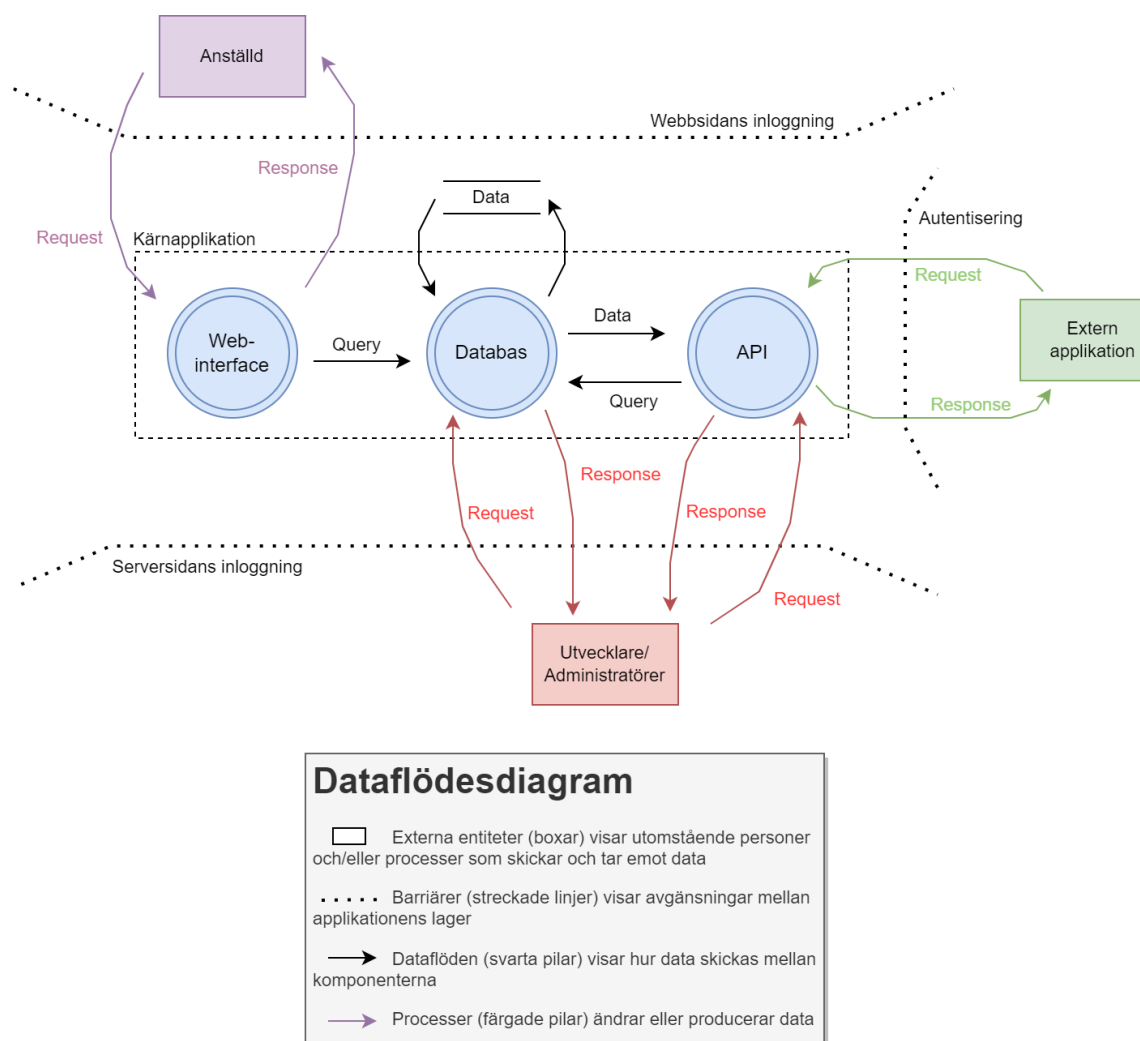 Anställd
Webbsidans inloggning
Response
Request
Data
Autentisering
Kärnapplikation
Request
Web-
interface
Query
Databas
Data
Query
API
Extern
applikation
Response
Response
Request
Response
Request
Serversidans inloggning
Utvecklare/
Administratörer
Dataflödesdiagram
Externa entiteter (boxar) visar utomstående personer
och/eller processer som skickar och tar emot data
Barriärer (streckade linjer) visar avgänsningar mellan
applikationens lager
Dataflöden (svarta pilar) visar hur data skickas mellan
komponenterna
Processer (färgade pilar) ändrar eller producerar data